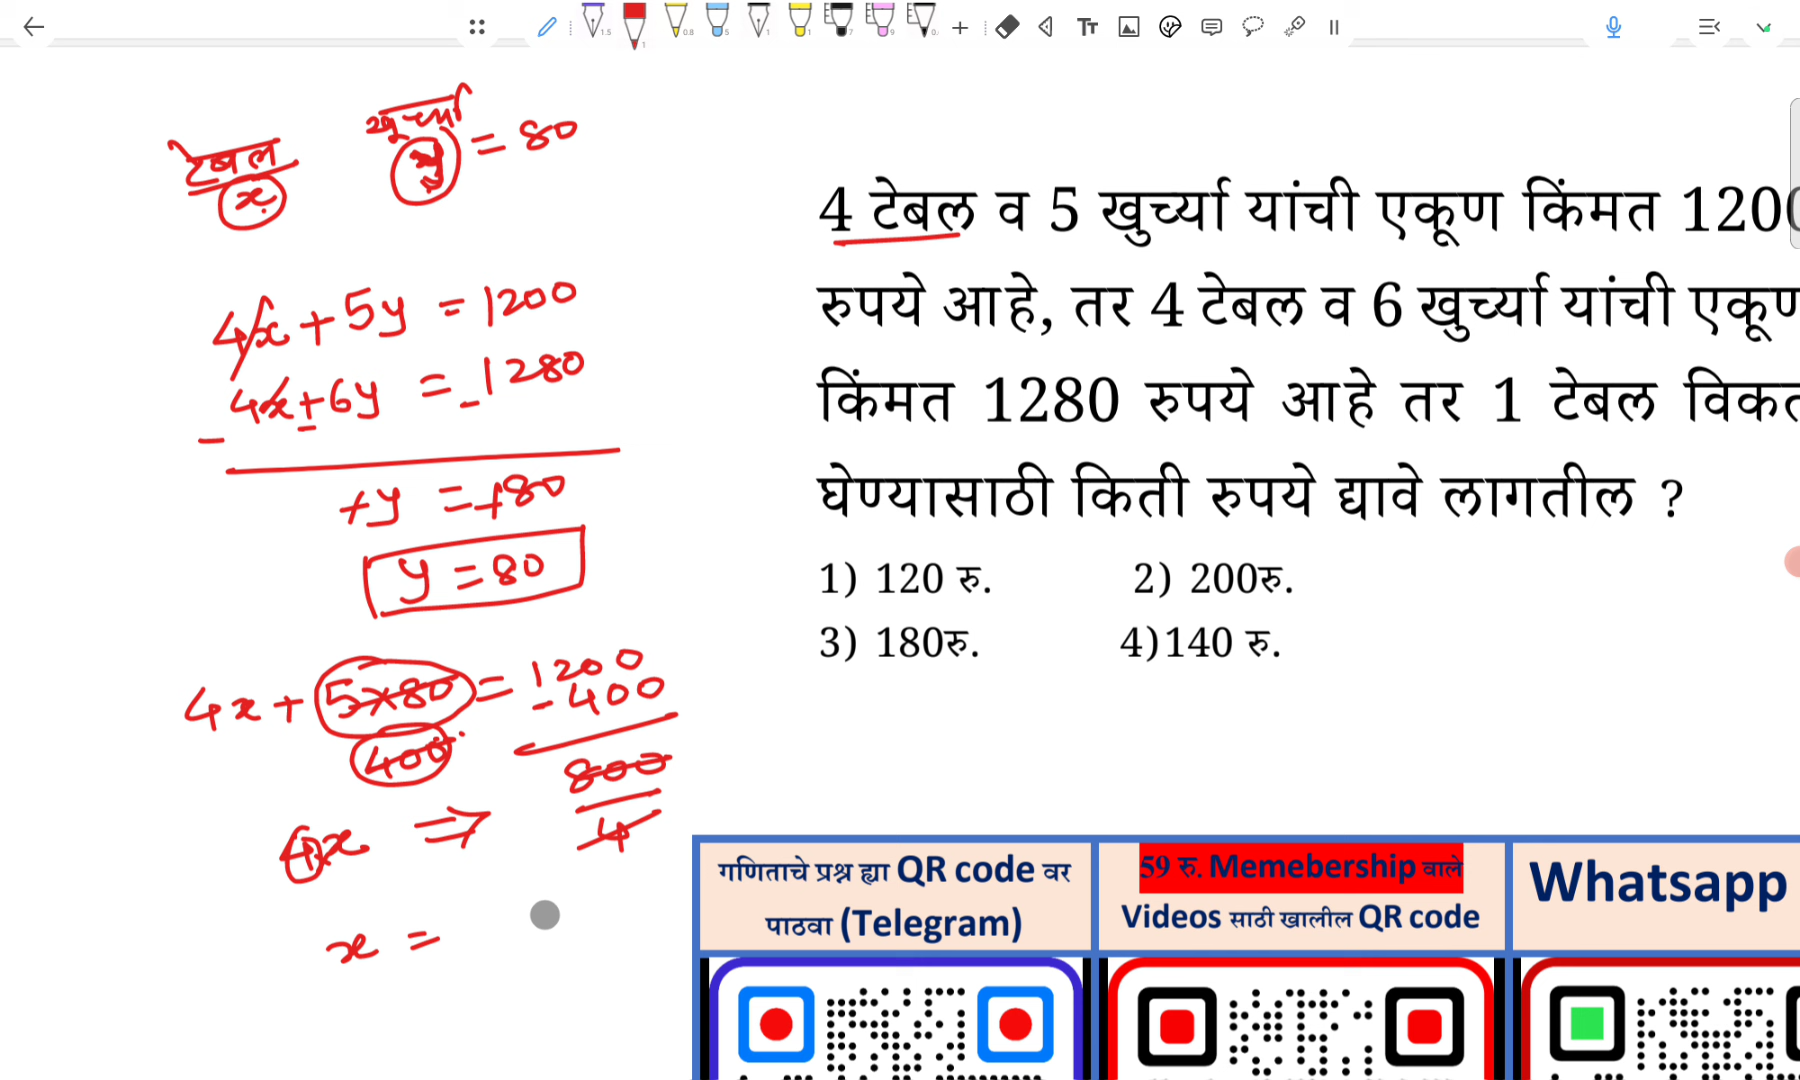 टेबल खुर्च्या
x y = 80
4x + 5y = 1200
4x + 6y = 1280
+y = +80
y = 80
4x + 5×80 = 1200
400 - 400
800
4x ⇒ 4
x =
4 टेबल व 5 खुर्च्या यांची एकूण किंमत 1200
रुपये आहे, तर 4 टेबल व 6 खुर्च्या यांची एकूण
किंमत 1280 रुपये आहे तर 1 टेबल विकत
घेण्यासाठी किती रुपये द्यावे लागतील ?
1) 120 रु. 2) 200रु.
3) 180रु. 4)140 रु.
गणिताचे प्रश्न ह्या QR code वर
पाठवा (Telegram)
59 रु. Memebership वाले
Videos साठी खालील QR code
Whatsapp